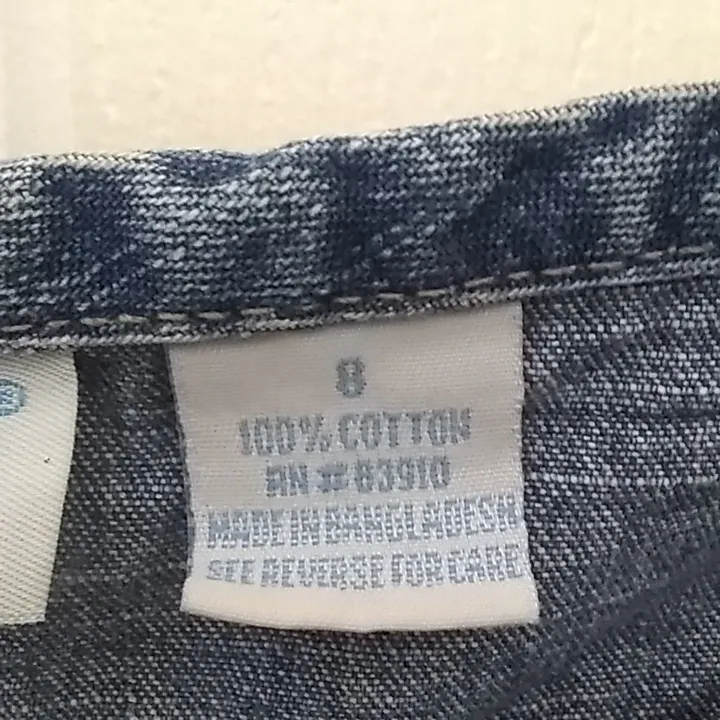 8
100% COTTON
RN # 83910
MADE IN BANGLADESH
SEE REVERSE FOR CARE